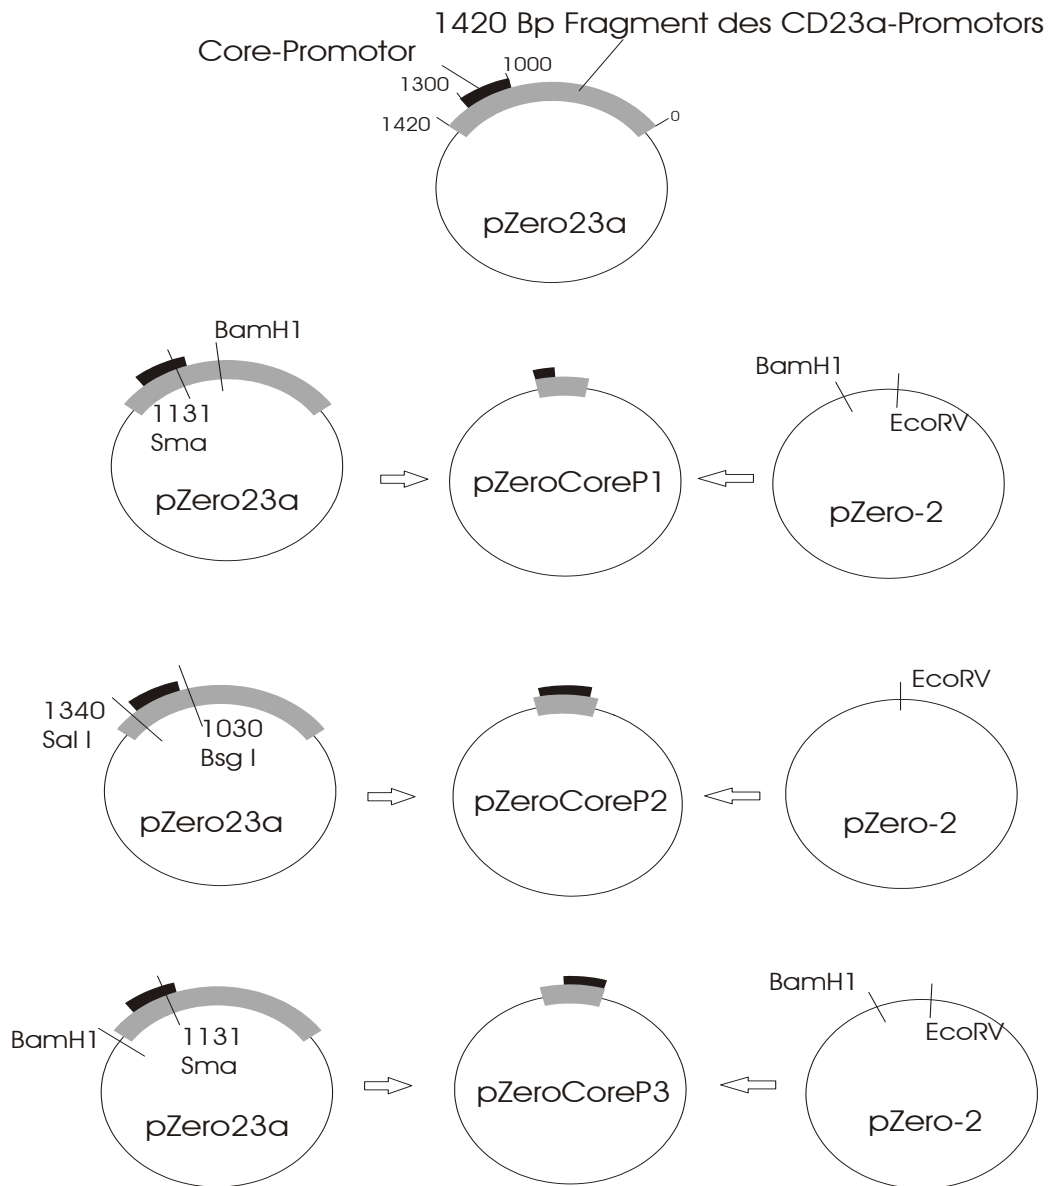 1420 Bp Fragment des CD23a-Promotors
Core-Promotor
1000
1300
1420
0
pZero23a
BamH1
1131
Sma
pZero23a
pZeroCoreP1
BamH1
EcoRV
pZero-2
1340
Sal I
1030
Bsg I
pZero23a
pZeroCoreP2
EcoRV
pZero-2
BamH1
1131
Sma
pZero23a
pZeroCoreP3
BamH1
EcoRV
pZero-2